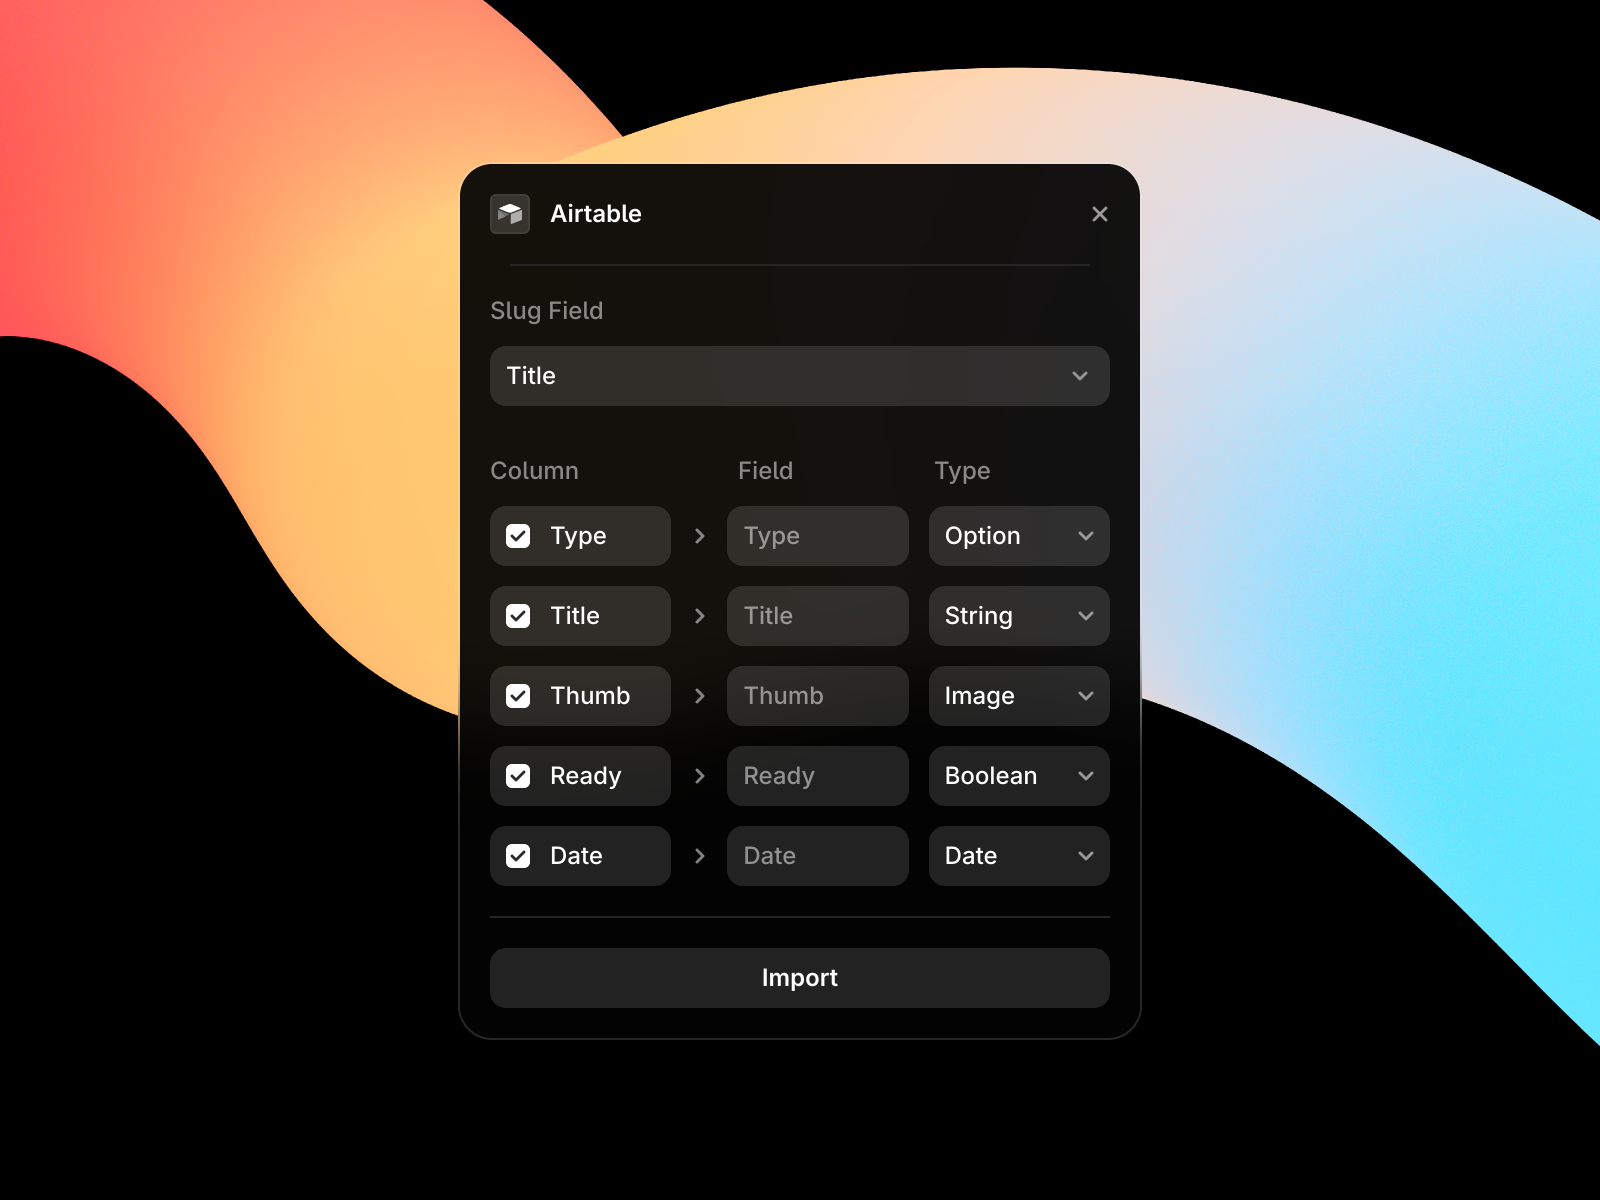 Airtable
Slug Field
Title
Column Field Type
Type Type Option
Title Title String
Thumb Thumb Image
Ready Ready Boolean
Date Date Date
Import